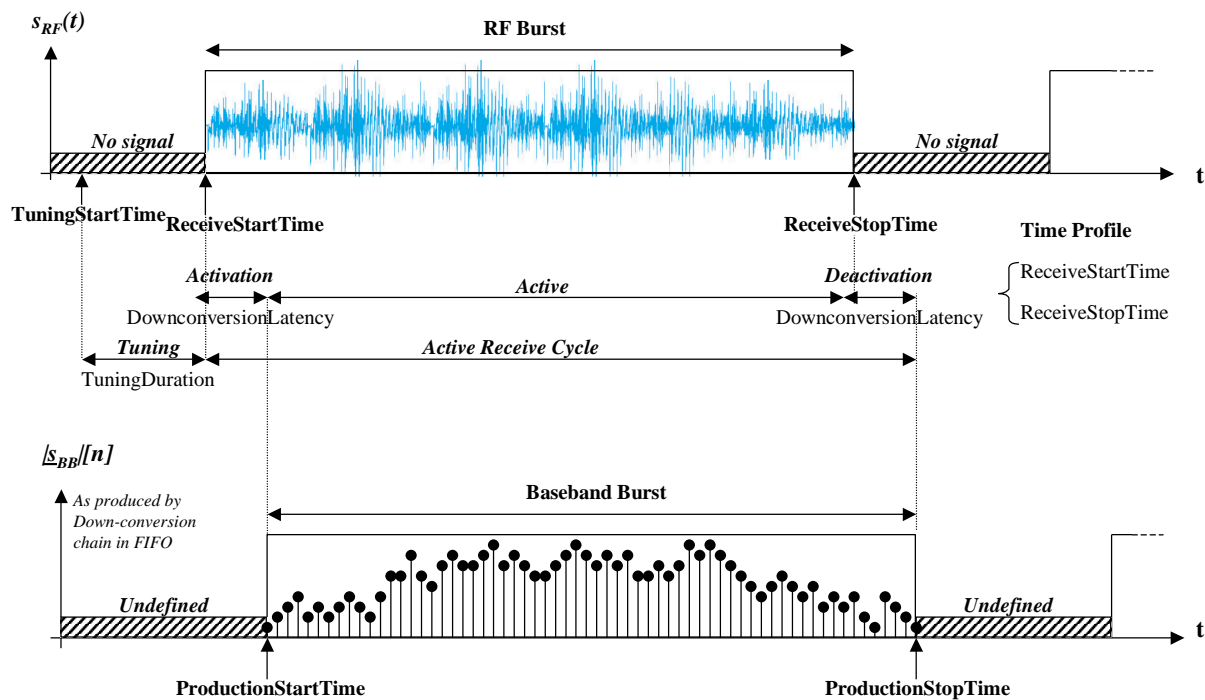 s_RF(t)
RF Burst
No signal
No signal
t
TuningStartTime
ReceiveStartTime
ReceiveStopTime
Time Profile
ReceiveStartTime
ReceiveStopTime
Activation
Active
Deactivation
DownconversionLatency
DownconversionLatency
Tuning
Active Receive Cycle
TuningDuration
|s_BB|[n]
As produced by
Down-conversion
chain in FIFO
Baseband Burst
Undefined
Undefined
t
ProductionStartTime
ProductionStopTime